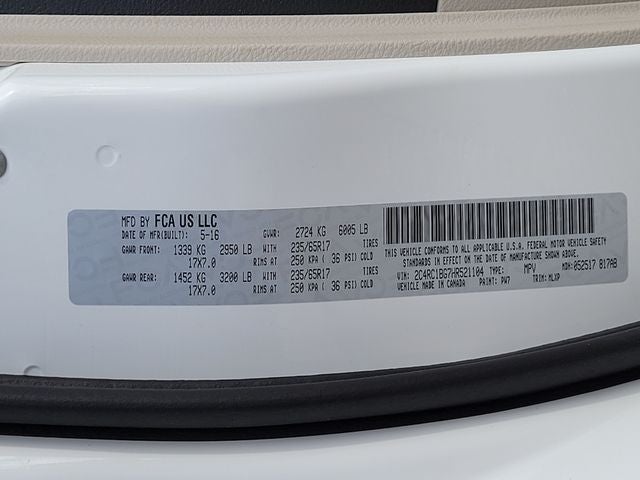 MFD BY FCA US LLC
DATE OF MFR(BUILT): 5-16 GVWR: 2724 KG 6005 LB
GAWR FRONT: 1339 KG 2950 LB WITH 235/65R17 TIRES
17X7.0 RIMS AT 250 KPA ( 36 PSI) COLD
GAWR REAR: 1452 KG 3200 LB WITH 235/65R17 TIRES
17X7.0 RIMS AT 250 KPA ( 36 PSI) COLD
THIS VEHICLE CONFORMS TO ALL APPLICABLE U.S.A. FEDERAL MOTOR VEHICLE SAFETY
STANDARDS IN EFFECT ON THE DATE OF MANUFACTURE SHOWN ABOVE.
VIN: 2C4RC1BG7HR521104 TYPE: MPV MDH:052517 817AB
VEHICLE MADE IN CANADA PAINT: PW7 TRIM: MLXP